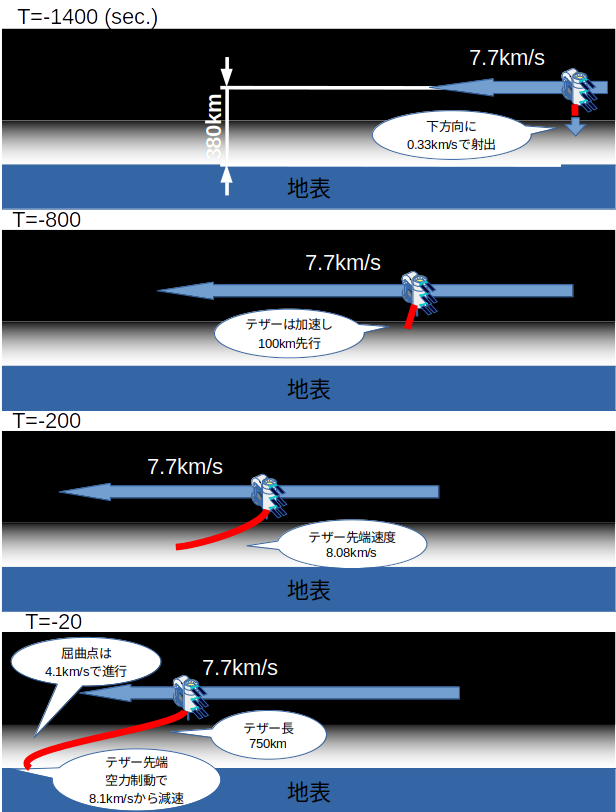 T=-1400 (sec.)
7.7km/s
380km
下方向に
0.33km/sで射出
地表
T=-800
7.7km/s
テザーは加速し
100km先行
地表
T=-200
7.7km/s
テザー先端速度
8.08km/s
地表
T=-20
屈曲点は
4.1km/sで進行
7.7km/s
テザー長
750km
テザー先端
空力制動で
8.1km/sから減速
地表